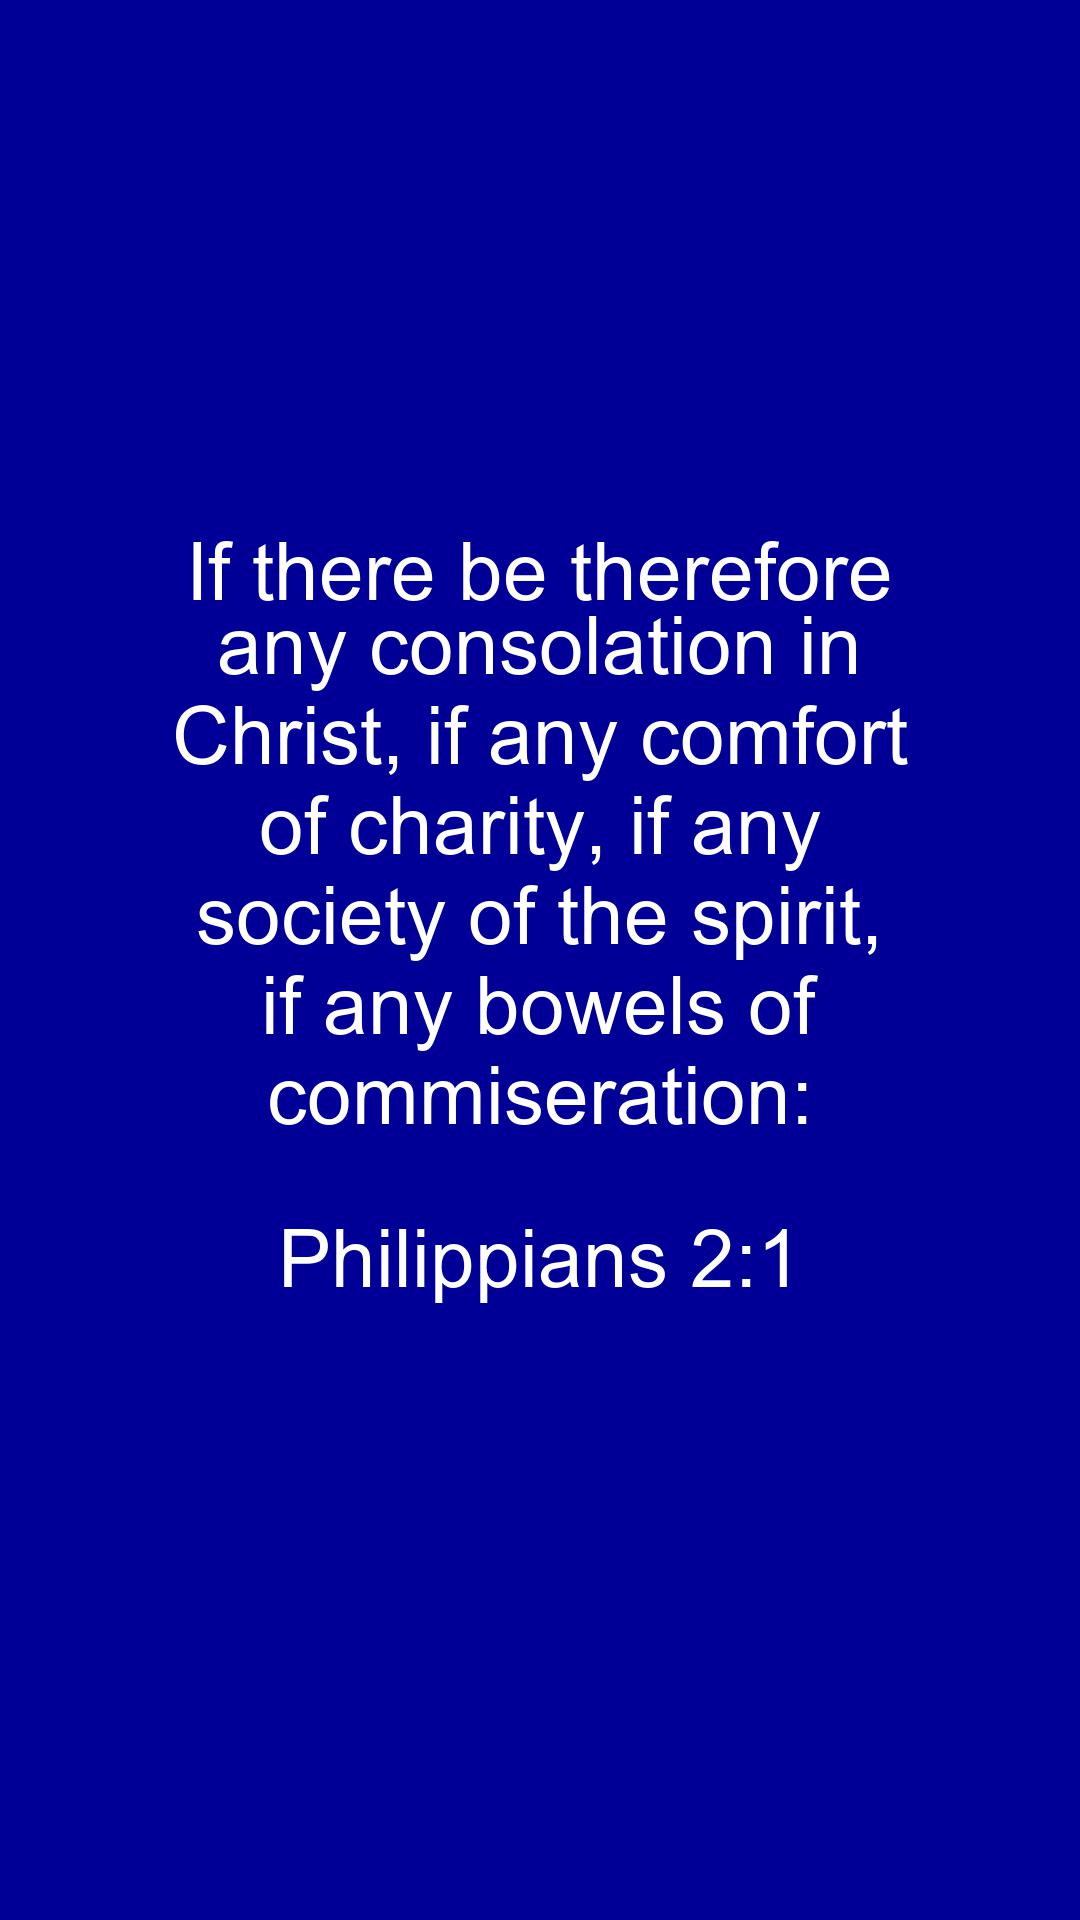 If there be therefore
any consolation in
Christ, if any comfort
of charity, if any
society of the spirit,
if any bowels of
commiseration:
Philippians 2:1